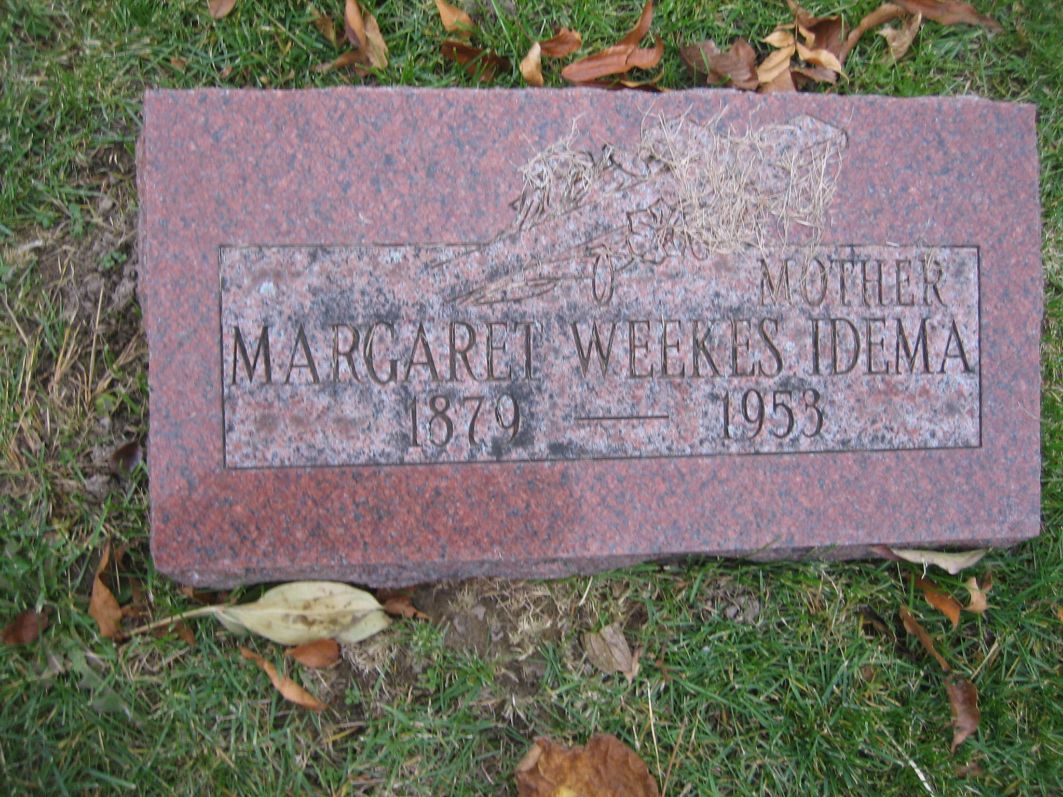 MOTHER
MARGARET WEEKES IDEMA
1879 — 1953